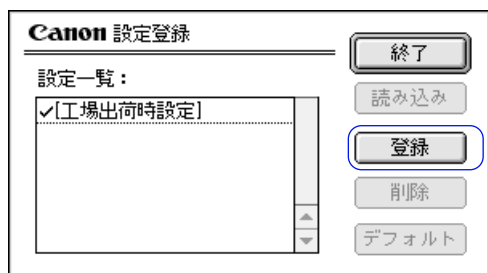 Canon 設定登録
設定一覧：
✓[工場出荷時設定]
終了
読み込み
登録
削除
デフォルト